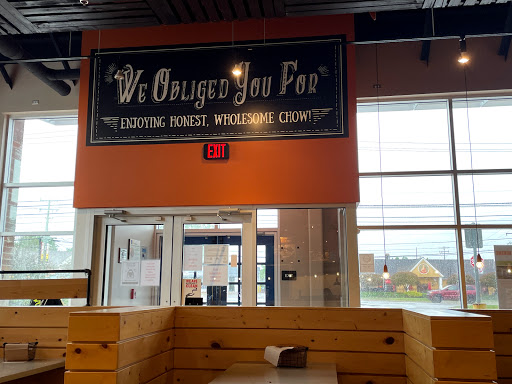 We Obliged You For
ENJOYING HONEST, WHOLESOME CHOW!
EXIT